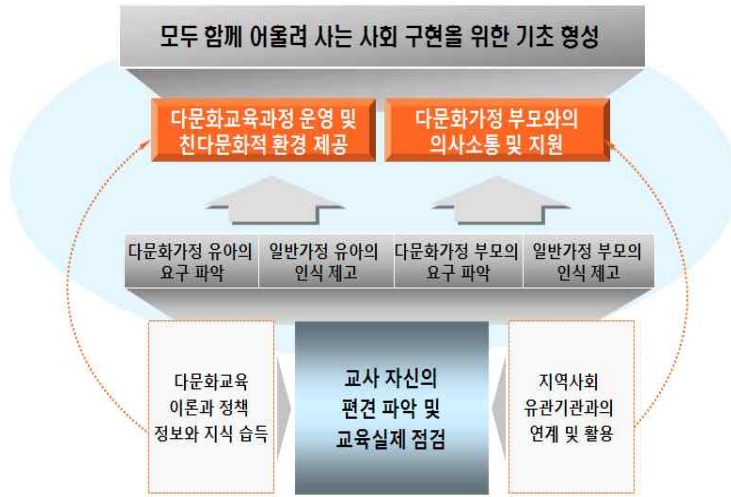 모두 함께 어울려 사는 사회 구현올 위한 기초 형성
다문화교육과정 운영 및
친다문화적 환경 제공
다문화가정 부모와의
의사소통 및 지원
다문화가정 유아의
요구 파악
일반가정 유아의
인식 제고
다문화가정 부모의
요구 파악
일반가정 부모의
인식 제고
다문화교육
이론과 정책
정보와 지식 습득
교사 자신의
편견 파악 및
교육실제 점검
지역사회
유관기관과의
연계 및 활용